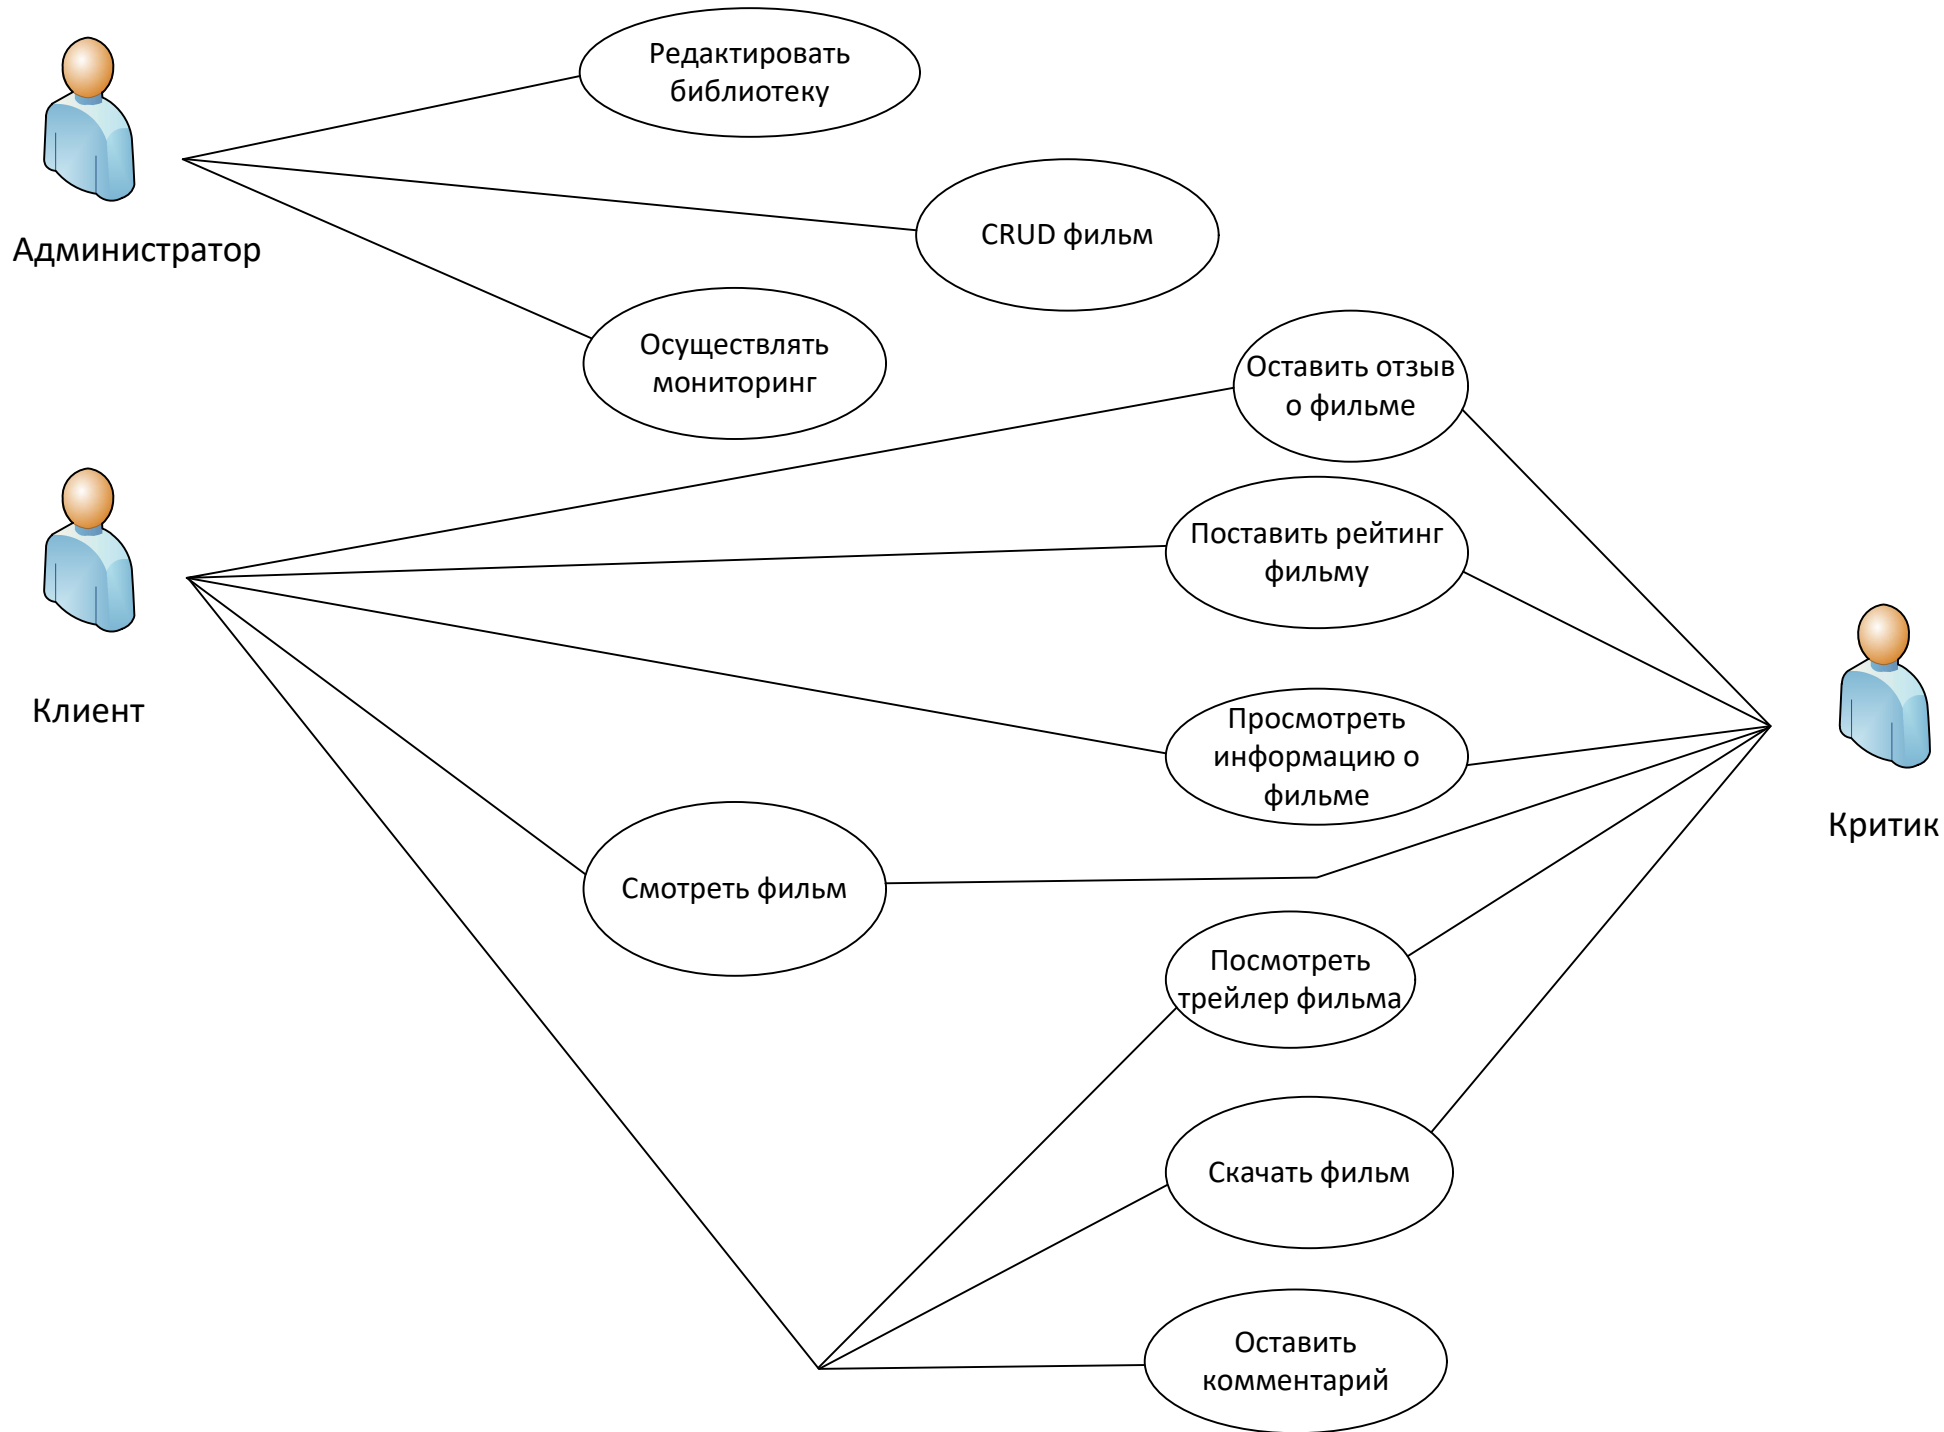 Редактировать
библиотеку
CRUD фильм
Администратор
Осуществлять
мониторинг
Оставить отзыв
о фильме
Поставить рейтинг
фильму
Клиент
Просмотреть
информацию о
фильме
Критик
Смотреть фильм
Посмотреть
трейлер фильма
Скачать фильм
Оставить
комментарий